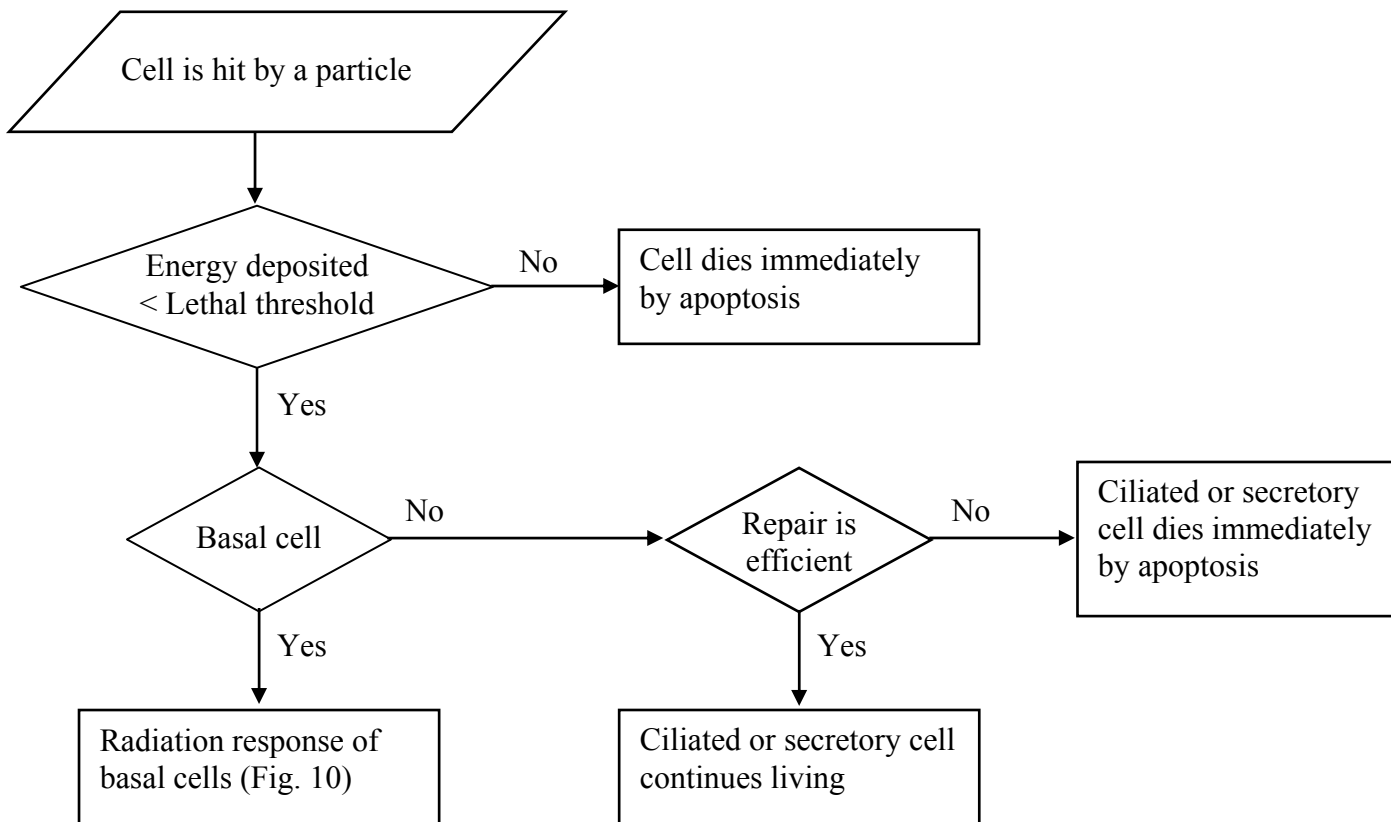 Cell is hit by a particle
Energy deposited
< Lethal threshold
No
Cell dies immediately
by apoptosis
Yes
Basal cell
No
Repair is
efficient
No
Ciliated or secretory
cell dies immediately
by apoptosis
Yes
Yes
Radiation response of
basal cells (Fig. 10)
Ciliated or secretory cell
continues living